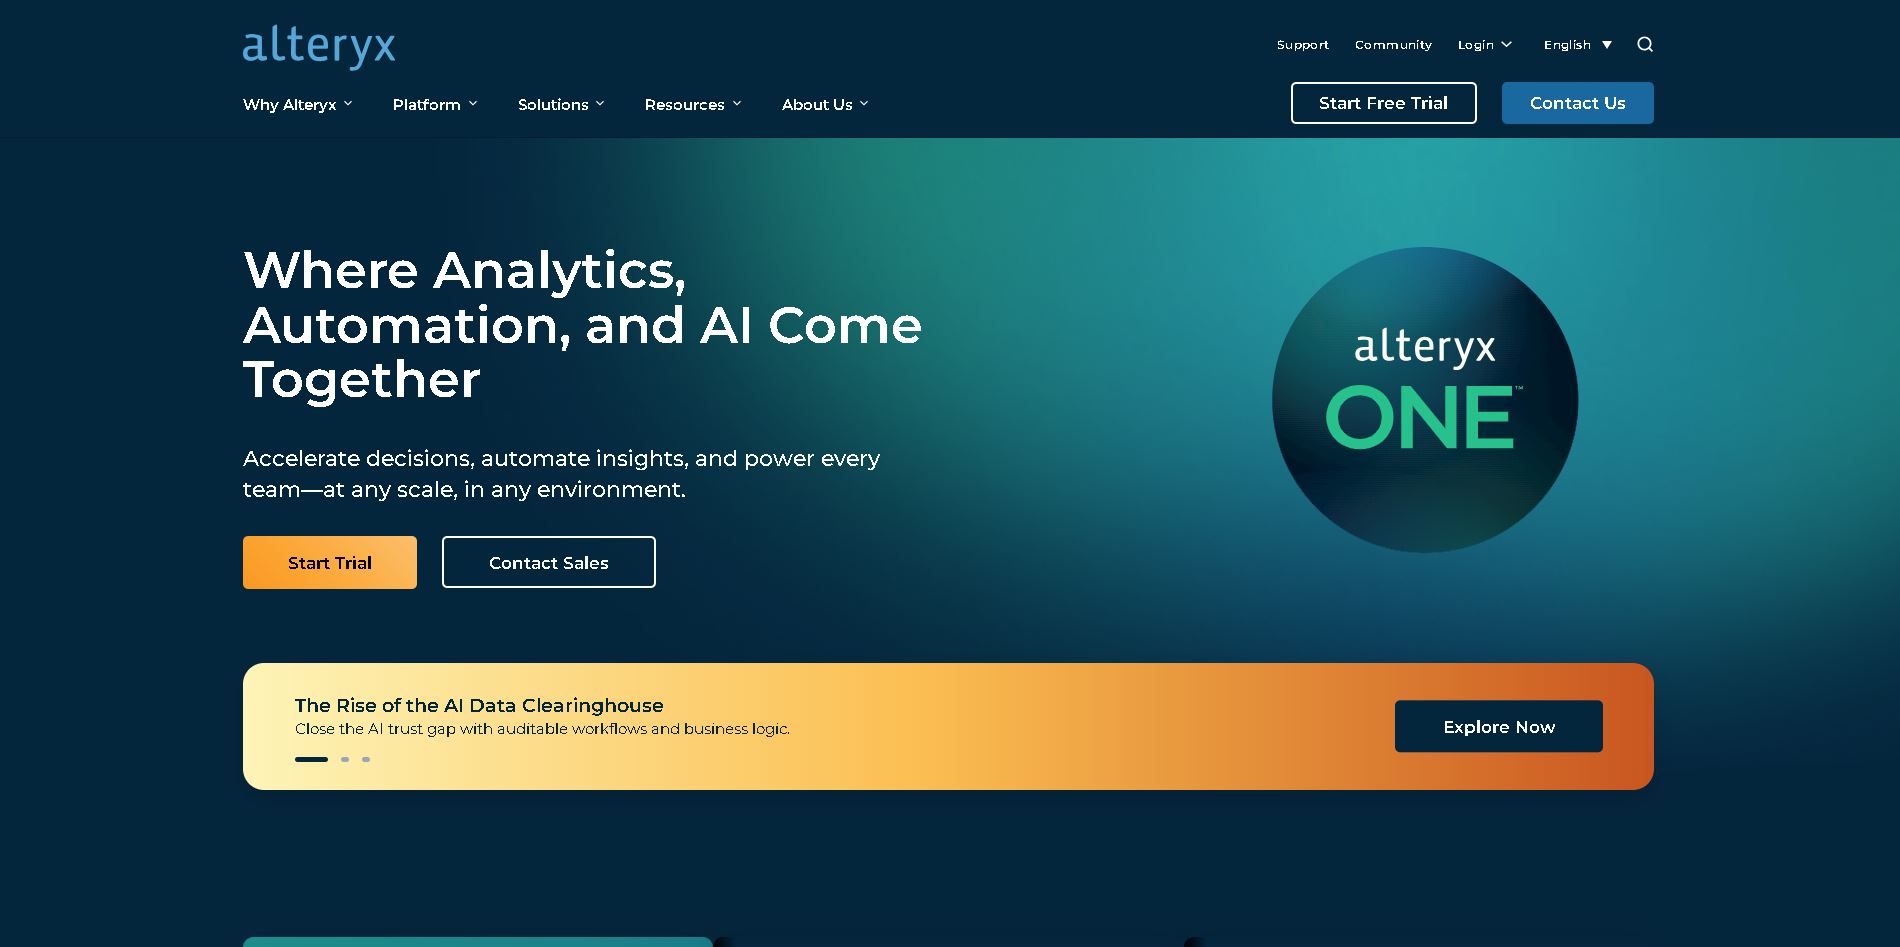 alteryx
Support Community Login English
Why Alteryx Platform Solutions Resources About Us
Start Free Trial Contact Us
Where Analytics,
Automation, and AI Come
Together
alteryx
ONE™
Accelerate decisions, automate insights, and power every
team—at any scale, in any environment.
Start Trial Contact Sales
The Rise of the AI Data Clearinghouse
Close the AI trust gap with auditable workflows and business logic.
Explore Now